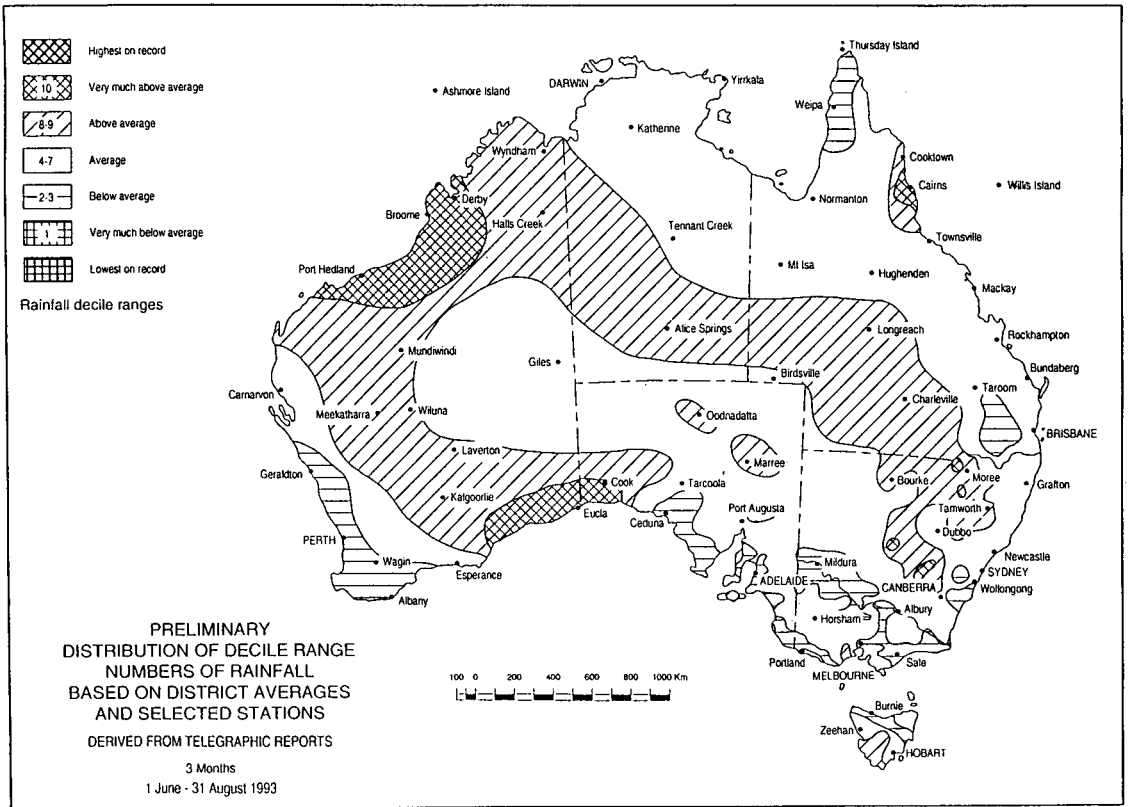 Highest on record
10 Very much above average
8-9 Above average
4-7 Average
2-3 Below average
1 Very much below average
Lowest on record
Rainfall decile ranges
Thursday Island
DARWIN
Yirrkala
Ashmore Island
Weipa
Katherine
Wyndham
Cooktown
Cairns
Willis Island
Derby
Broome
Halls Creek
Normanton
Tennant Creek
Townsville
Port Hedland
Mt Isa
Hughenden
Mackay
Alice Springs
Longreach
Rockhampton
Mundiwindi
Giles
Birdsville
Bundaberg
Carnarvon
Taroom
Charleville
Meekatharra
Wiluna
Oodnadatta
BRISBANE
Laverton
Marree
Geraldton
Cook
Tarcoola
Bourke
Moree
Grafton
Kalgoorlie
Eucla
Ceduna
Port Augusta
Tamworth
Dubbo
PERTH
Wagin
Esperance
Mildura
Newcastle
SYDNEY
ADELAIDE
CANBERRA
Wollongong
Albany
Horsham
Albury
Portland
Sale
MELBOURNE
Burnie
Zeehan
HOBART
100 0 200 400 600 800 1000 Km
PRELIMINARY
DISTRIBUTION OF DECILE RANGE
NUMBERS OF RAINFALL
BASED ON DISTRICT AVERAGES
AND SELECTED STATIONS
DERIVED FROM TELEGRAPHIC REPORTS
3 Months
1 June - 31 August 1993